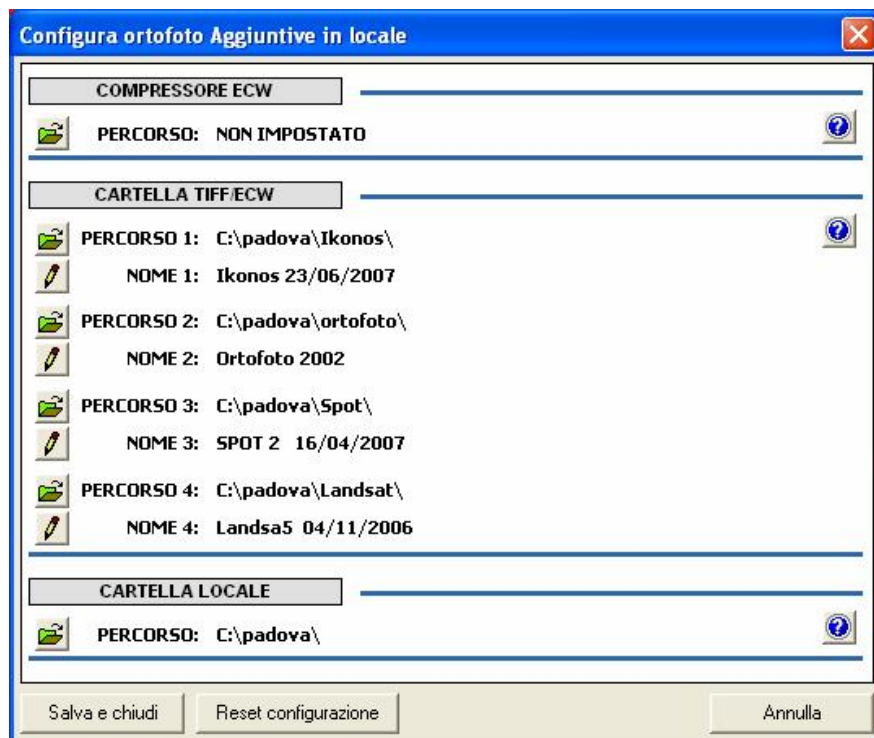 Configura ortofoto Aggiuntive in locale
COMPRESSORE ECW
PERCORSO: NON IMPOSTATO
CARTELLA TIFF/ECW
PERCORSO 1: C:\padova\Ikonos\
NOME 1: Ikonos 23/06/2007
PERCORSO 2: C:\padova\ortofoto\
NOME 2: Ortofoto 2002
PERCORSO 3: C:\padova\Spot\
NOME 3: SPOT 2 16/04/2007
PERCORSO 4: C:\padova\Landsat\
NOME 4: Landsa5 04/11/2006
CARTELLA LOCALE
PERCORSO: C:\padova\
Salva e chiudi Reset configurazione Annulla